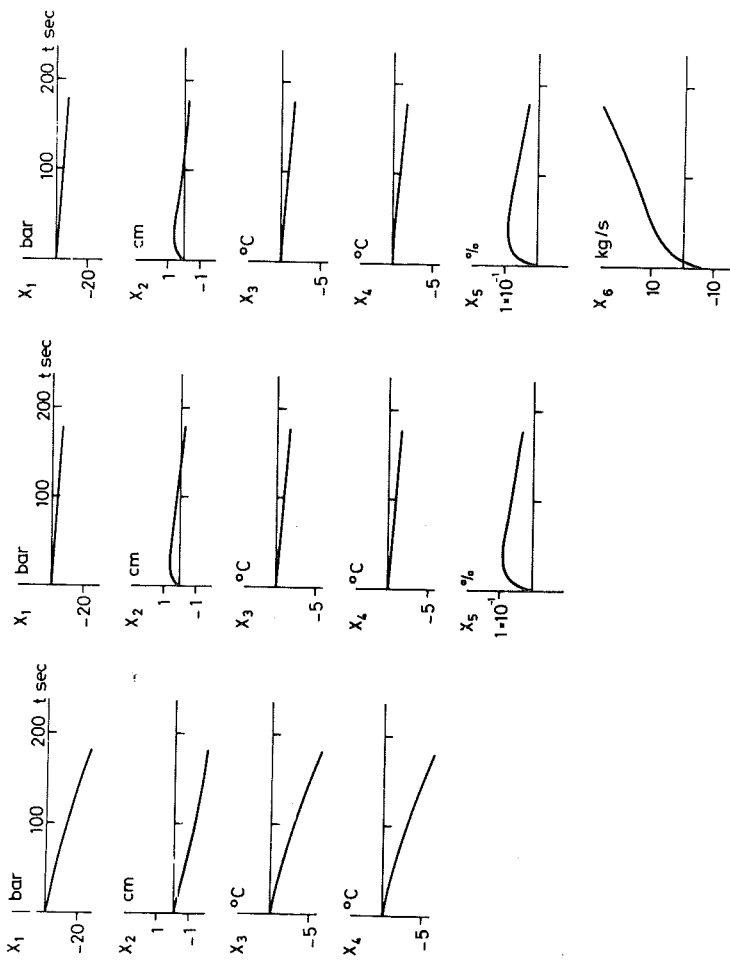 X₁ bar
100 200 t sec
-20
X₂ cm
1
-1
X₃ °C
-5
X₄ °C
-5
X₁ bar
100 200 t sec
-20
X₂ cm
1
-1
X₃ °C
-5
X₄ °C
-5
X₅ %
1*10⁻¹
X₁ bar
100 200 t sec
-20
X₂ cm
1
-1
X₃ °C
-5
X₄ °C
-5
X₅ %
1*10⁻¹
X₆ kg/s
10
-10